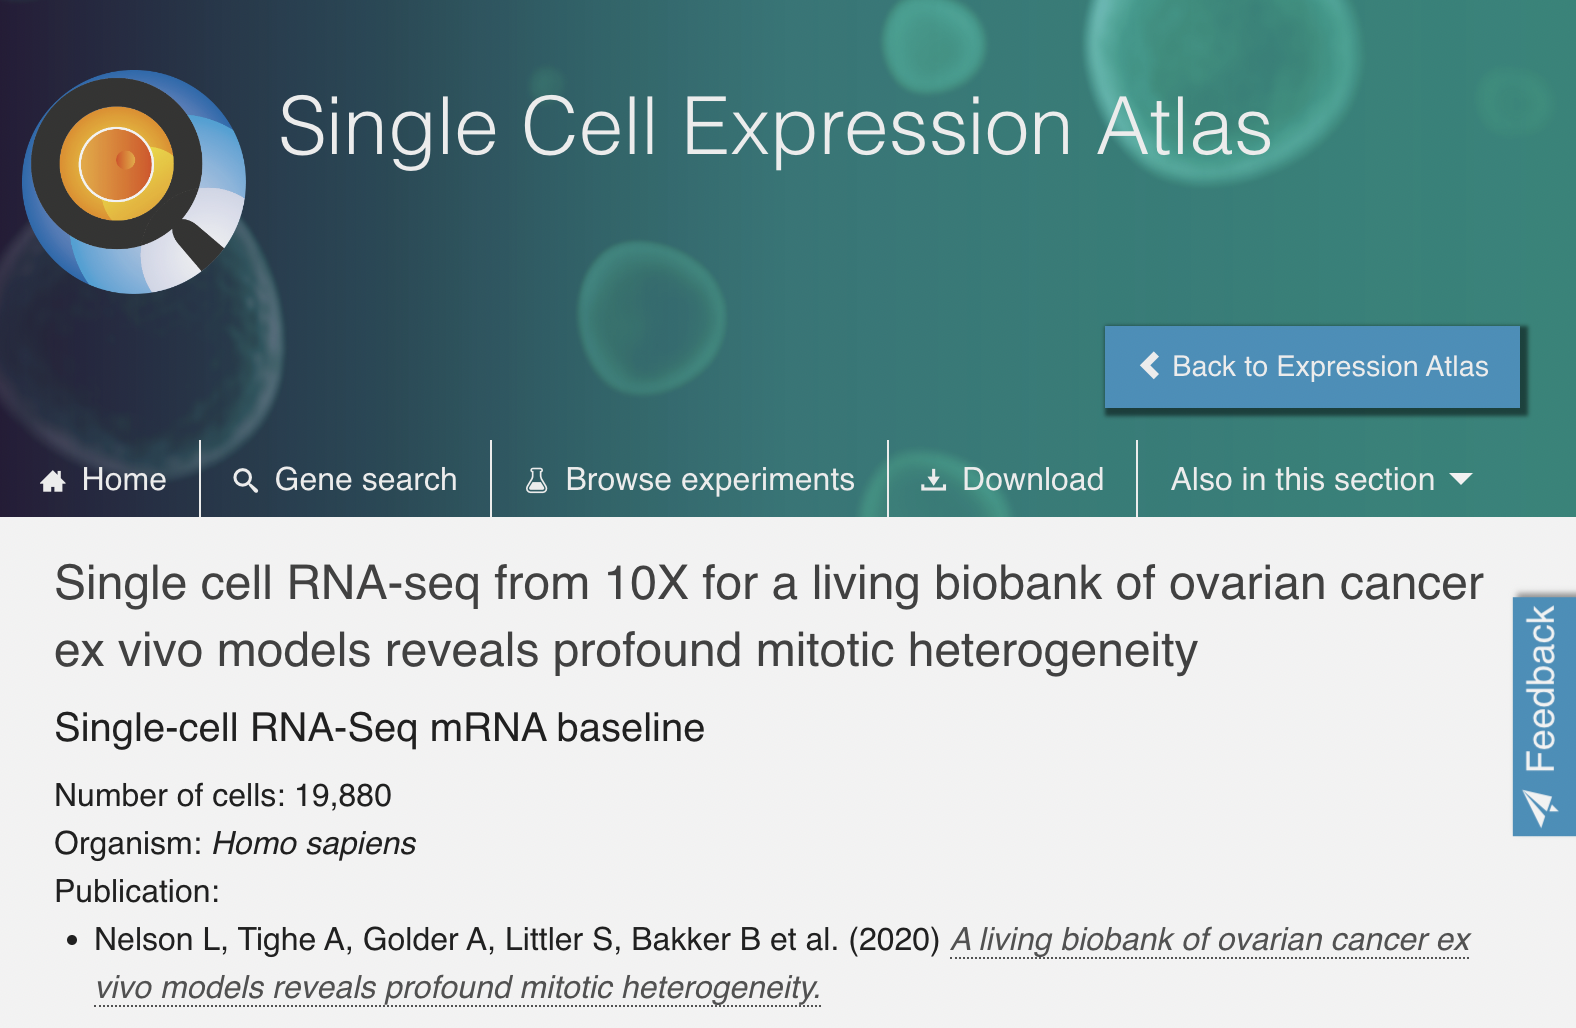 Single Cell Expression Atlas
Back to Expression Atlas
Home
Gene search
Browse experiments
Download
Also in this section
Single cell RNA-seq from 10X for a living biobank of ovarian cancer
ex vivo models reveals profound mitotic heterogeneity
Feedback
Single-cell RNA-Seq mRNA baseline
Number of cells: 19,880
Organism: Homo sapiens
Publication:
• Nelson L, Tighe A, Golder A, Littler S, Bakker B et al. (2020) A living biobank of ovarian cancer ex
vivo models reveals profound mitotic heterogeneity.